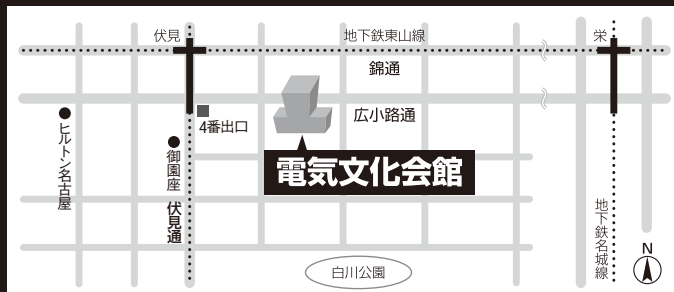 伏見
地下鉄東山線
栄
錦通
広小路通
4番出口
ヒルトン名古屋
御園座
伏見通
電気文化会館
地下鉄名城線
白川公園
N